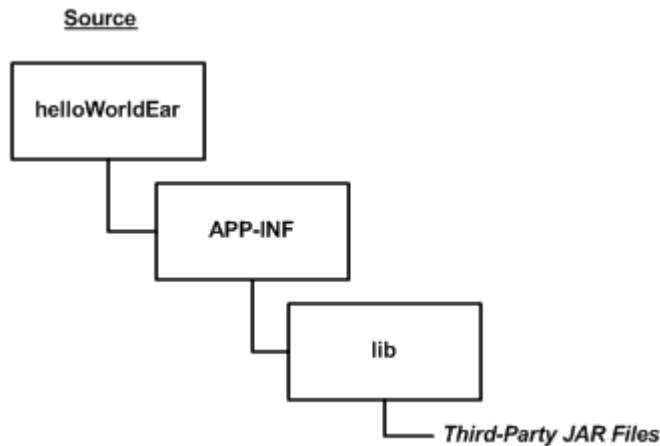 Source
helloWorldEar
APP-INF
lib
Third-Party JAR Files